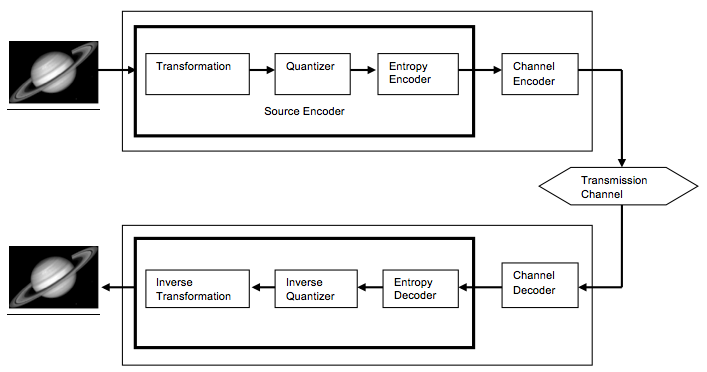 Transformation
Quantizer
Entropy
Encoder
Channel
Encoder
Source Encoder
Transmission
Channel
Inverse
Transformation
Inverse
Quantizer
Entropy
Decoder
Channel
Decoder